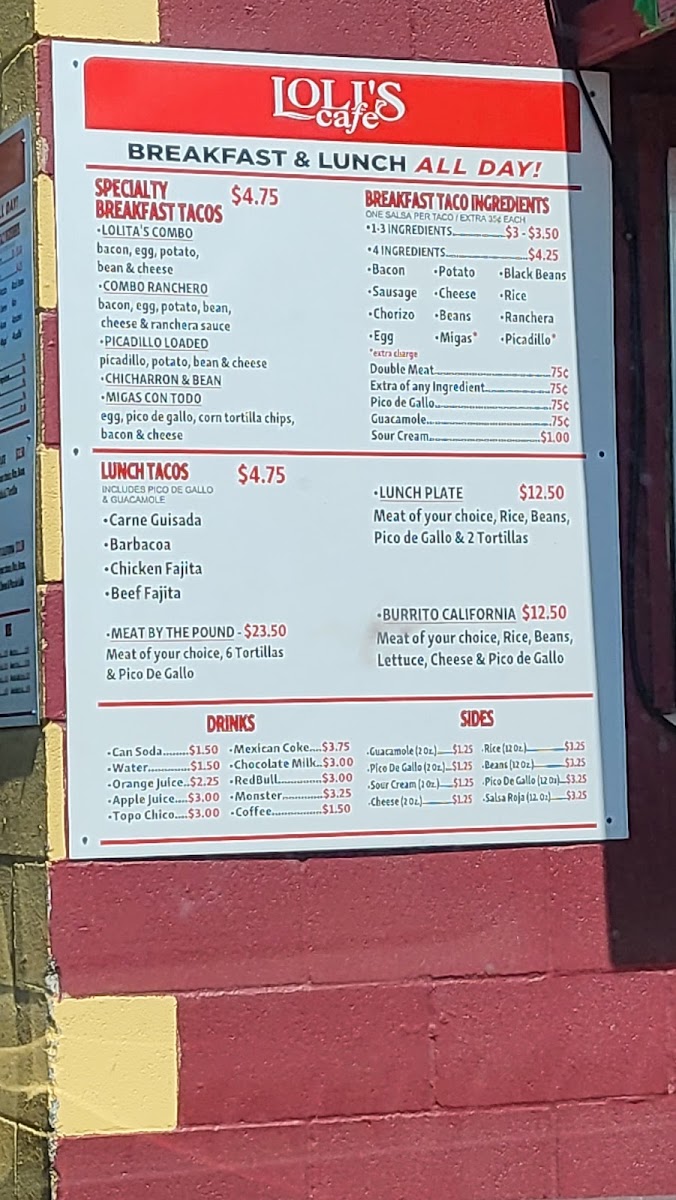 LOLI'S
cafe
BREAKFAST & LUNCH ALL DAY!
SPECIALTY
BREAKFAST TACOS $4.75
•LOLITA'S COMBO
bacon, egg, potato,
bean & cheese
•COMBO RANCHERO
bacon, egg, potato, bean,
cheese & ranchera sauce
•PICADILLO LOADED
picadillo, potato, bean & cheese
•CHICHARRON & BEAN
•MIGAS CON TODO
egg, pico de gallo, corn tortilla chips,
bacon & cheese
BREAKFAST TACO INGREDIENTS
ONE SALSA PER TACO / EXTRA 35¢ EACH
•1-3 INGREDIENTS..............$3 - $3.50
•4 INGREDIENTS......................$4.25
•Bacon •Potato •Black Beans
•Sausage •Cheese •Rice
•Chorizo •Beans •Ranchera
•Egg •Migas* •Picadillo*
*extra charge
Double Meat..............................75¢
Extra of any Ingredient................75¢
Pico de Gallo..............................75¢
Guacamole................................75¢
Sour Cream..............................$1.00
LUNCH TACOS $4.75
INCLUDES PICO DE GALLO
& GUACAMOLE
•Carne Guisada
•Barbacoa
•Chicken Fajita
•Beef Fajita
•MEAT BY THE POUND - $23.50
Meat of your choice, 6 Tortillas
& Pico De Gallo
•LUNCH PLATE $12.50
Meat of your choice, Rice, Beans,
Pico de Gallo & 2 Tortillas
•BURRITO CALIFORNIA $12.50
Meat of your choice, Rice, Beans,
Lettuce, Cheese & Pico de Gallo
DRINKS
•Can Soda........$1.50 •Mexican Coke....$3.75
•Water.............$1.50 •Chocolate Milk..$3.00
•Orange Juice..$2.25 •RedBull............$3.00
•Apple Juice....$3.00 •Monster............$3.25
•Topo Chico....$3.00 •Coffee..............$1.50
SIDES
•Guacamole (2 Oz.)....$1.25 •Rice (12 Oz.)..........$3.25
•Pico De Gallo (2 Oz.)..$1.25 •Beans (12 Oz.)........$3.25
•Sour Cream (2 Oz.)....$1.25 •Pico De Gallo (12 Oz)..$3.25
•Cheese (2 Oz.)..........$1.25 •Salsa Roja (12. Oz)....$3.25